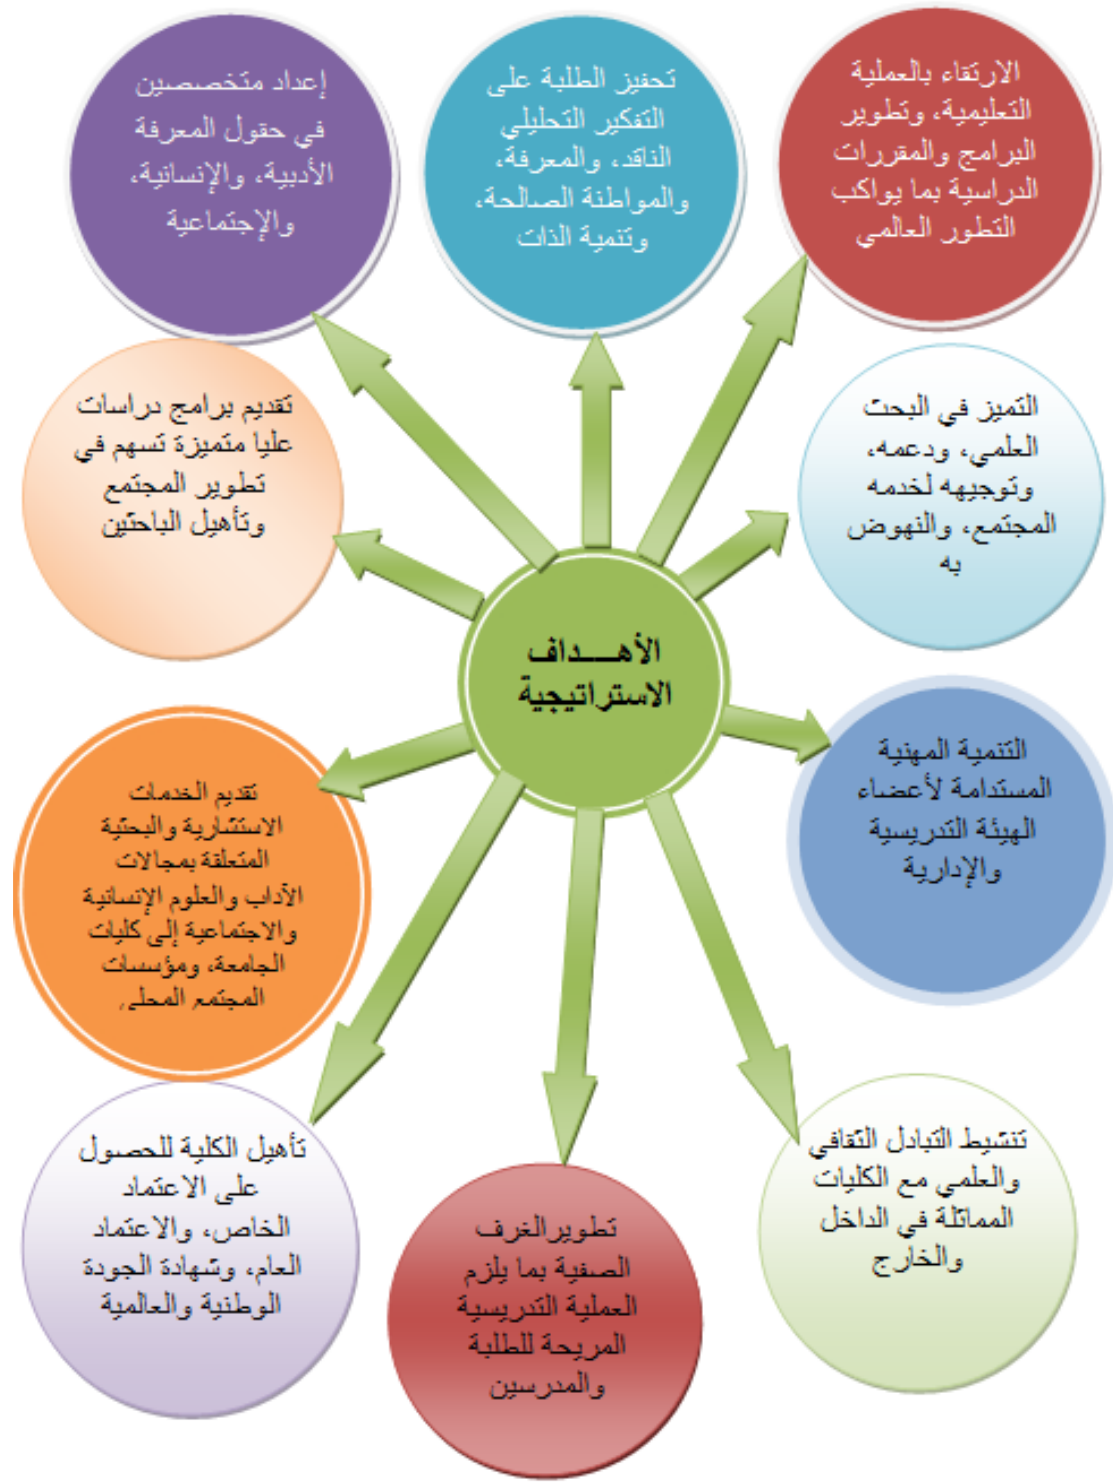 الارتقاء بالعملية
التعليمية، وتطوير
البرامج والمقررات
الدراسية بما يواكب
التطور العالمي
تحفيز الطلبة على
التفكير التحليلي
الناقد، والمعرفة،
والمواطنة الصالحة،
وتنمية الذات
إعداد متخصصين
في حقول المعرفة
الأدبية، والإنسانية،
والإجتماعية
التميز في البحث
العلمي، ودعمه،
وتوجيهه لخدمه
المجتمع، والنهوض
به
تقديم برامج دراسات
عليا متميزة تسهم في
تطوير المجتمع
وتأهيل الباحثين
الأهــــداف
الاستراتيجية
التنمية المهنية
المستدامة لأعضاء
الهيئة التدريسية
والإدارية
تقديم الخدمات
الاستشارية والبحثية
المتعلقة بمجالات
الآداب والعلوم الإنسانية
والاجتماعية إلى كليات
الجامعة، ومؤسسات
المجتمع المحلي
تنشيط التبادل الثقافي
والعلمي مع الكليات
المماثلة في الداخل
والخارج
تطويرالغرف
الصفية بما يلزم
العملية التدريسية
المريحة للطلبة
والمدرسين
تأهيل الكلية للحصول
على الاعتماد
الخاص، والاعتماد
العام، وشهادة الجودة
الوطنية والعالمية